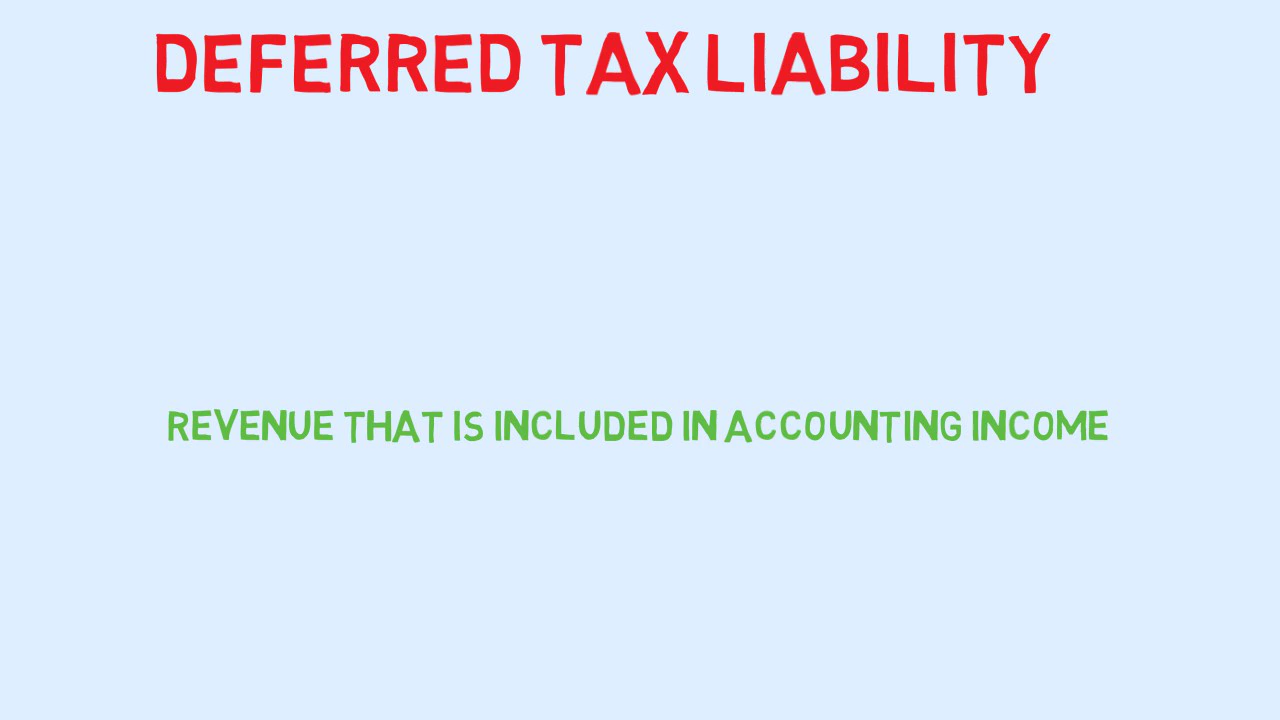 DEFERRED TAX LIABILITY
REVENUE THAT IS INCLUDED IN ACCOUNTING INCOME